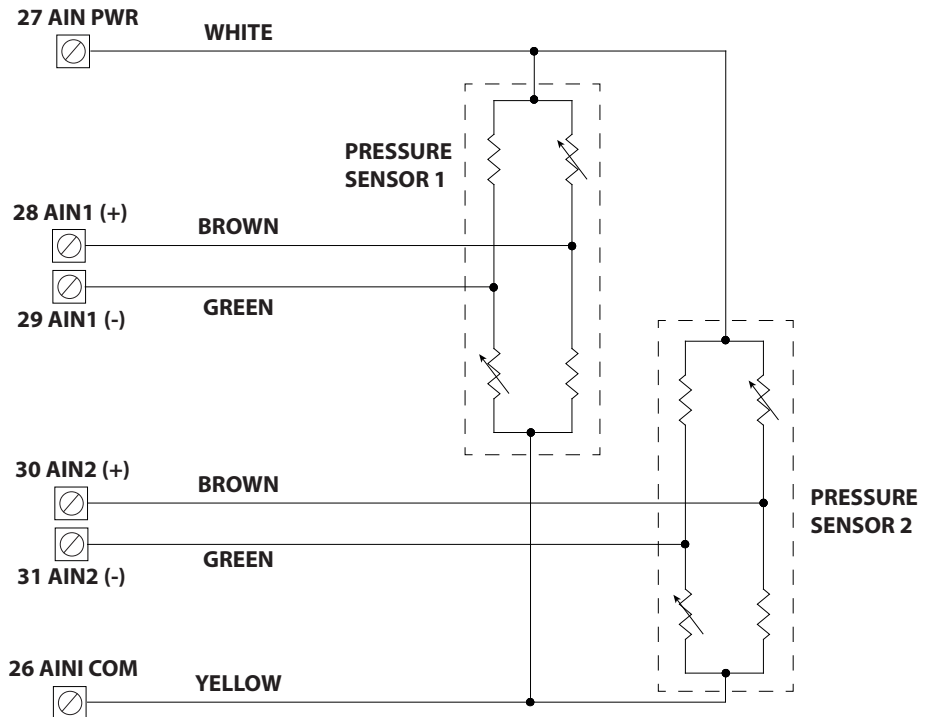 27 AIN PWR
WHITE
PRESSURE
SENSOR 1
28 AIN1 (+)
BROWN
GREEN
29 AIN1 (-)
30 AIN2 (+)
BROWN
PRESSURE
SENSOR 2
GREEN
31 AIN2 (-)
26 AINI COM
YELLOW